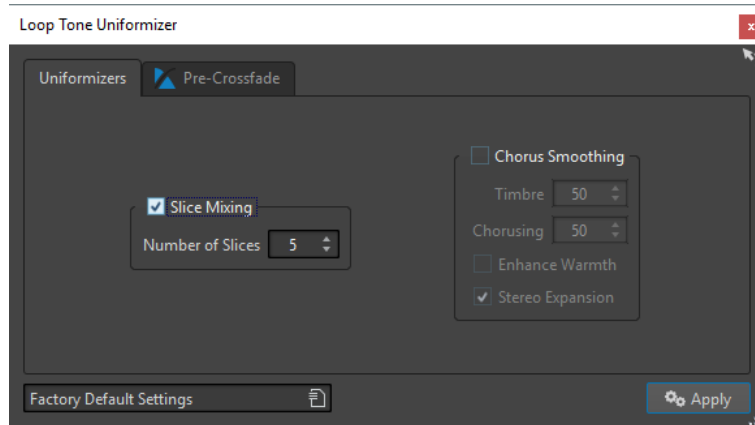 Loop Tone Uniformizer
x
Uniformizers
Pre-Crossfade
Chorus Smoothing
Timbre 50
Slice Mixing
Chorusing 50
Number of Slices 5
Enhance Warmth
Stereo Expansion
Factory Default Settings
Apply